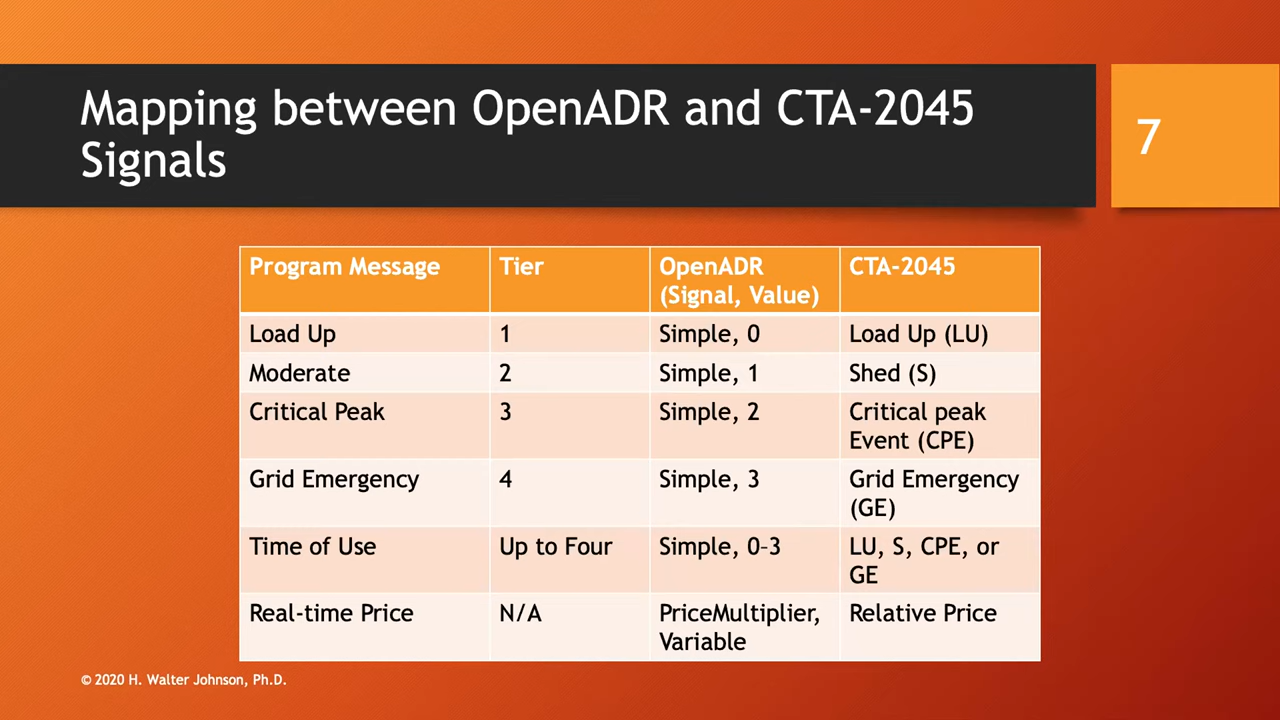 Mapping between OpenADR and CTA-2045
Signals
7
Program Message
Tier
OpenADR
(Signal, Value)
CTA-2045
Load Up
1
Simple, 0
Load Up (LU)
Moderate
2
Simple, 1
Shed (S)
Critical Peak
3
Simple, 2
Critical peak
Event (CPE)
Grid Emergency
4
Simple, 3
Grid Emergency
(GE)
Time of Use
Up to Four
Simple, 0–3
LU, S, CPE, or
GE
Real-time Price
N/A
PriceMultiplier,
Variable
Relative Price
© 2020 H. Walter Johnson, Ph.D.